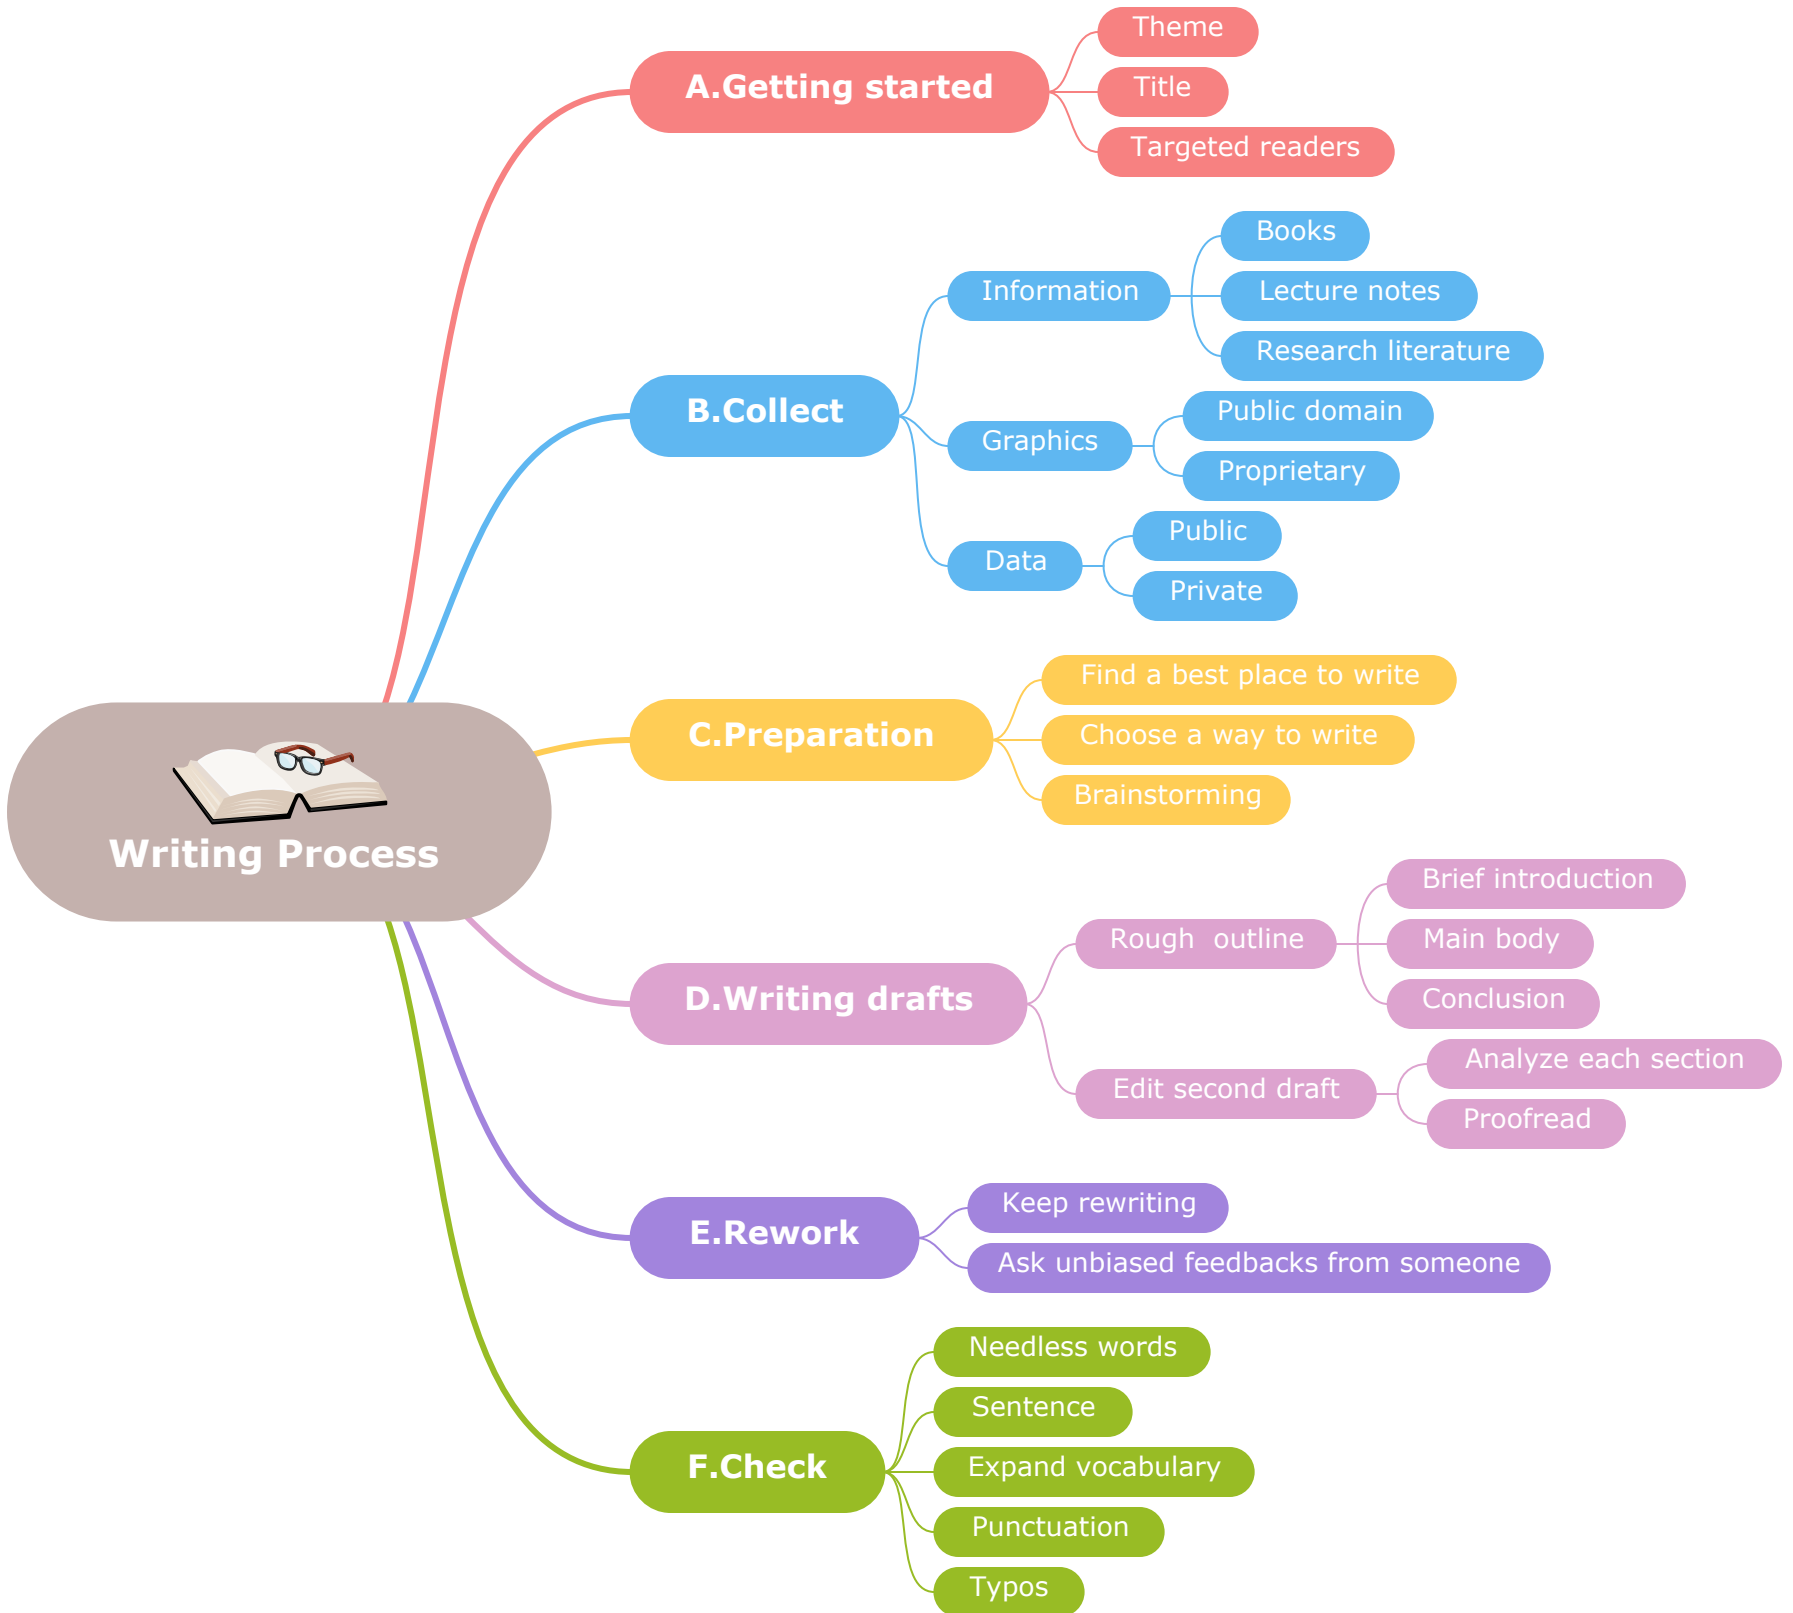 Writing Process
A.Getting started
Theme
Title
Targeted readers
B.Collect
Information
Books
Lecture notes
Research literature
Graphics
Public domain
Proprietary
Data
Public
Private
C.Preparation
Find a best place to write
Choose a way to write
Brainstorming
D.Writing drafts
Rough  outline
Brief introduction
Main body
Conclusion
Edit second draft
Analyze each section
Proofread
E.Rework
Keep rewriting
Ask unbiased feedbacks from someone
F.Check
Needless words
Sentence
Expand vocabulary
Punctuation
Typos